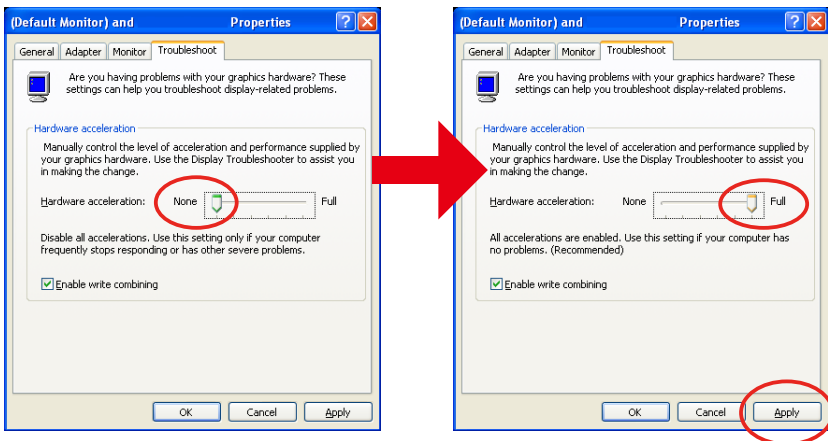 (Default Monitor) and Properties
General Adapter Monitor Troubleshoot
Are you having problems with your graphics hardware? These
settings can help you troubleshoot display-related problems.
Hardware acceleration
Manually control the level of acceleration and performance supplied by
your graphics hardware. Use the Display Troubleshooter to assist you
in making the change.
Hardware acceleration: None Full
Disable all accelerations. Use this setting only if your computer
frequently stops responding or has other severe problems.
Enable write combining
OK Cancel Apply
(Default Monitor) and Properties
General Adapter Monitor Troubleshoot
Are you having problems with your graphics hardware? These
settings can help you troubleshoot display-related problems.
Hardware acceleration
Manually control the level of acceleration and performance supplied by
your graphics hardware. Use the Display Troubleshooter to assist you
in making the change.
Hardware acceleration: None Full
All accelerations are enabled. Use this setting if your computer has
no problems. (Recommended)
Enable write combining
OK Cancel Apply